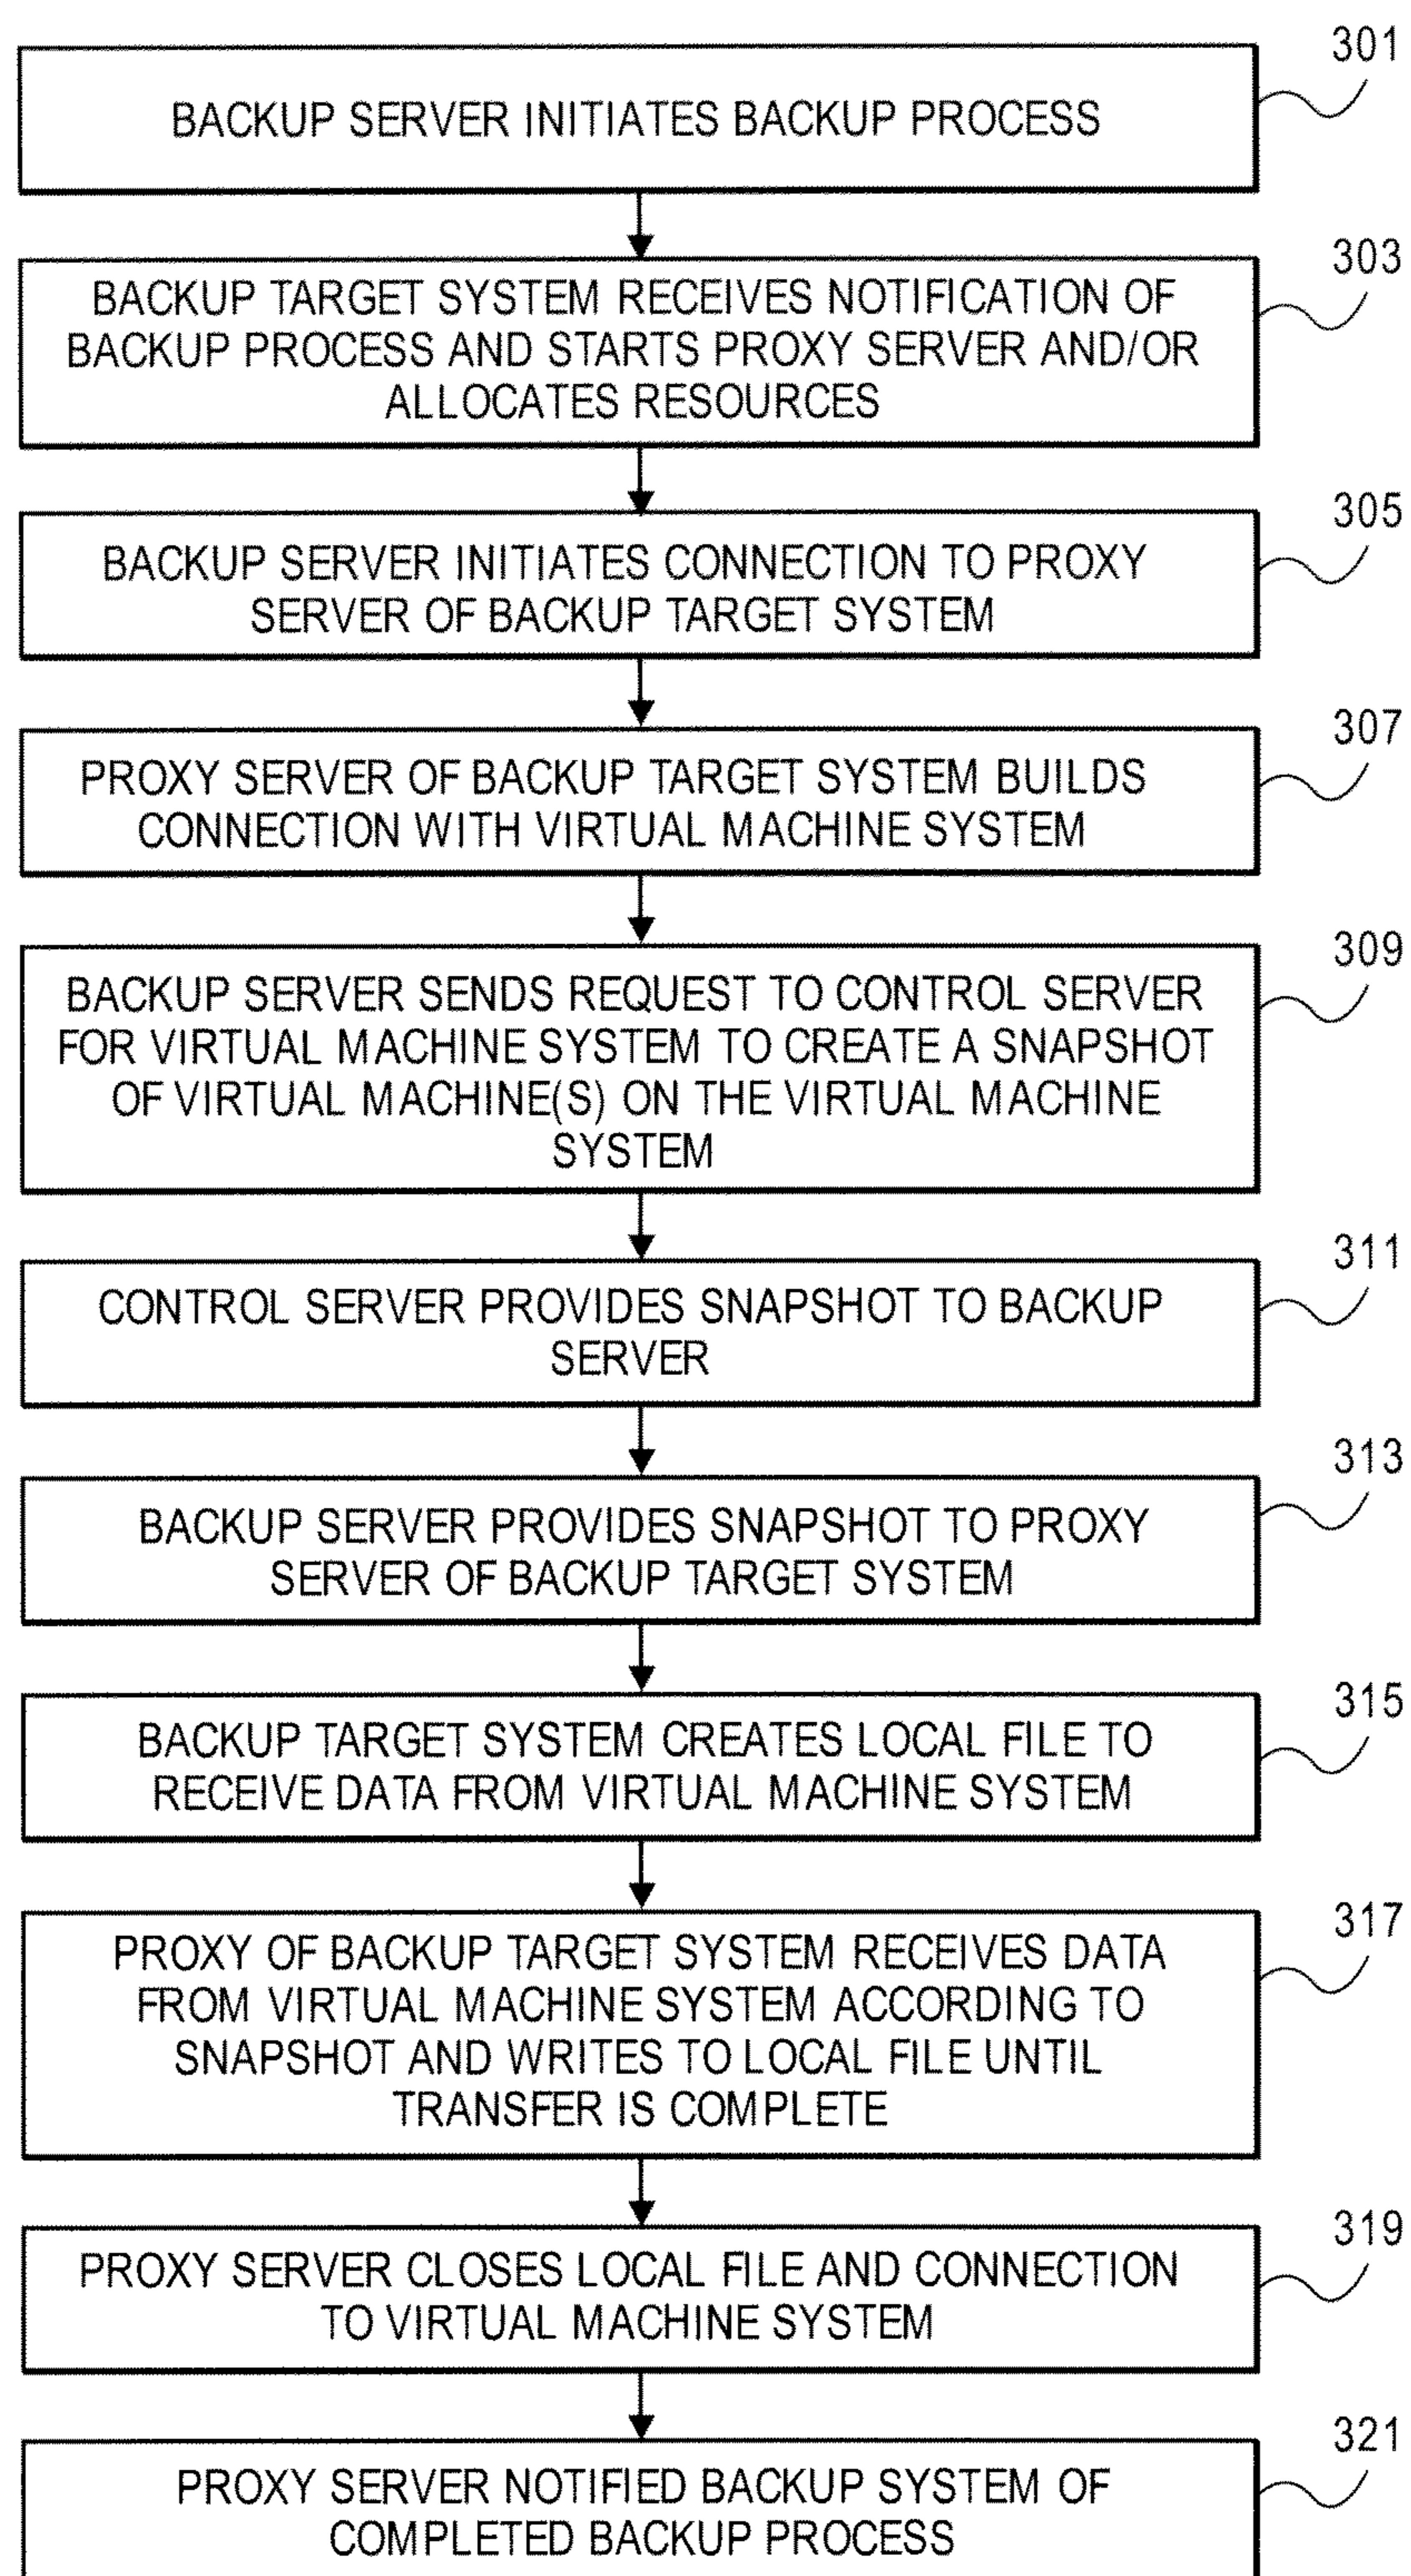 301
BACKUP SERVER INITIATES BACKUP PROCESS
303
BACKUP TARGET SYSTEM RECEIVES NOTIFICATION OF
BACKUP PROCESS AND STARTS PROXY SERVER AND/OR
ALLOCATES RESOURCES
305
BACKUP SERVER INITIATES CONNECTION TO PROXY
SERVER OF BACKUP TARGET SYSTEM
307
PROXY SERVER OF BACKUP TARGET SYSTEM BUILDS
CONNECTION WITH VIRTUAL MACHINE SYSTEM
309
BACKUP SERVER SENDS REQUEST TO CONTROL SERVER
FOR VIRTUAL MACHINE SYSTEM TO CREATE A SNAPSHOT
OF VIRTUAL MACHINE(S) ON THE VIRTUAL MACHINE
SYSTEM
311
CONTROL SERVER PROVIDES SNAPSHOT TO BACKUP
SERVER
313
BACKUP SERVER PROVIDES SNAPSHOT TO PROXY
SERVER OF BACKUP TARGET SYSTEM
315
BACKUP TARGET SYSTEM CREATES LOCAL FILE TO
RECEIVE DATA FROM VIRTUAL MACHINE SYSTEM
317
PROXY OF BACKUP TARGET SYSTEM RECEIVES DATA
FROM VIRTUAL MACHINE SYSTEM ACCORDING TO
SNAPSHOT AND WRITES TO LOCAL FILE UNTIL
TRANSFER IS COMPLETE
319
PROXY SERVER CLOSES LOCAL FILE AND CONNECTION
TO VIRTUAL MACHINE SYSTEM
321
PROXY SERVER NOTIFIED BACKUP SYSTEM OF
COMPLETED BACKUP PROCESS